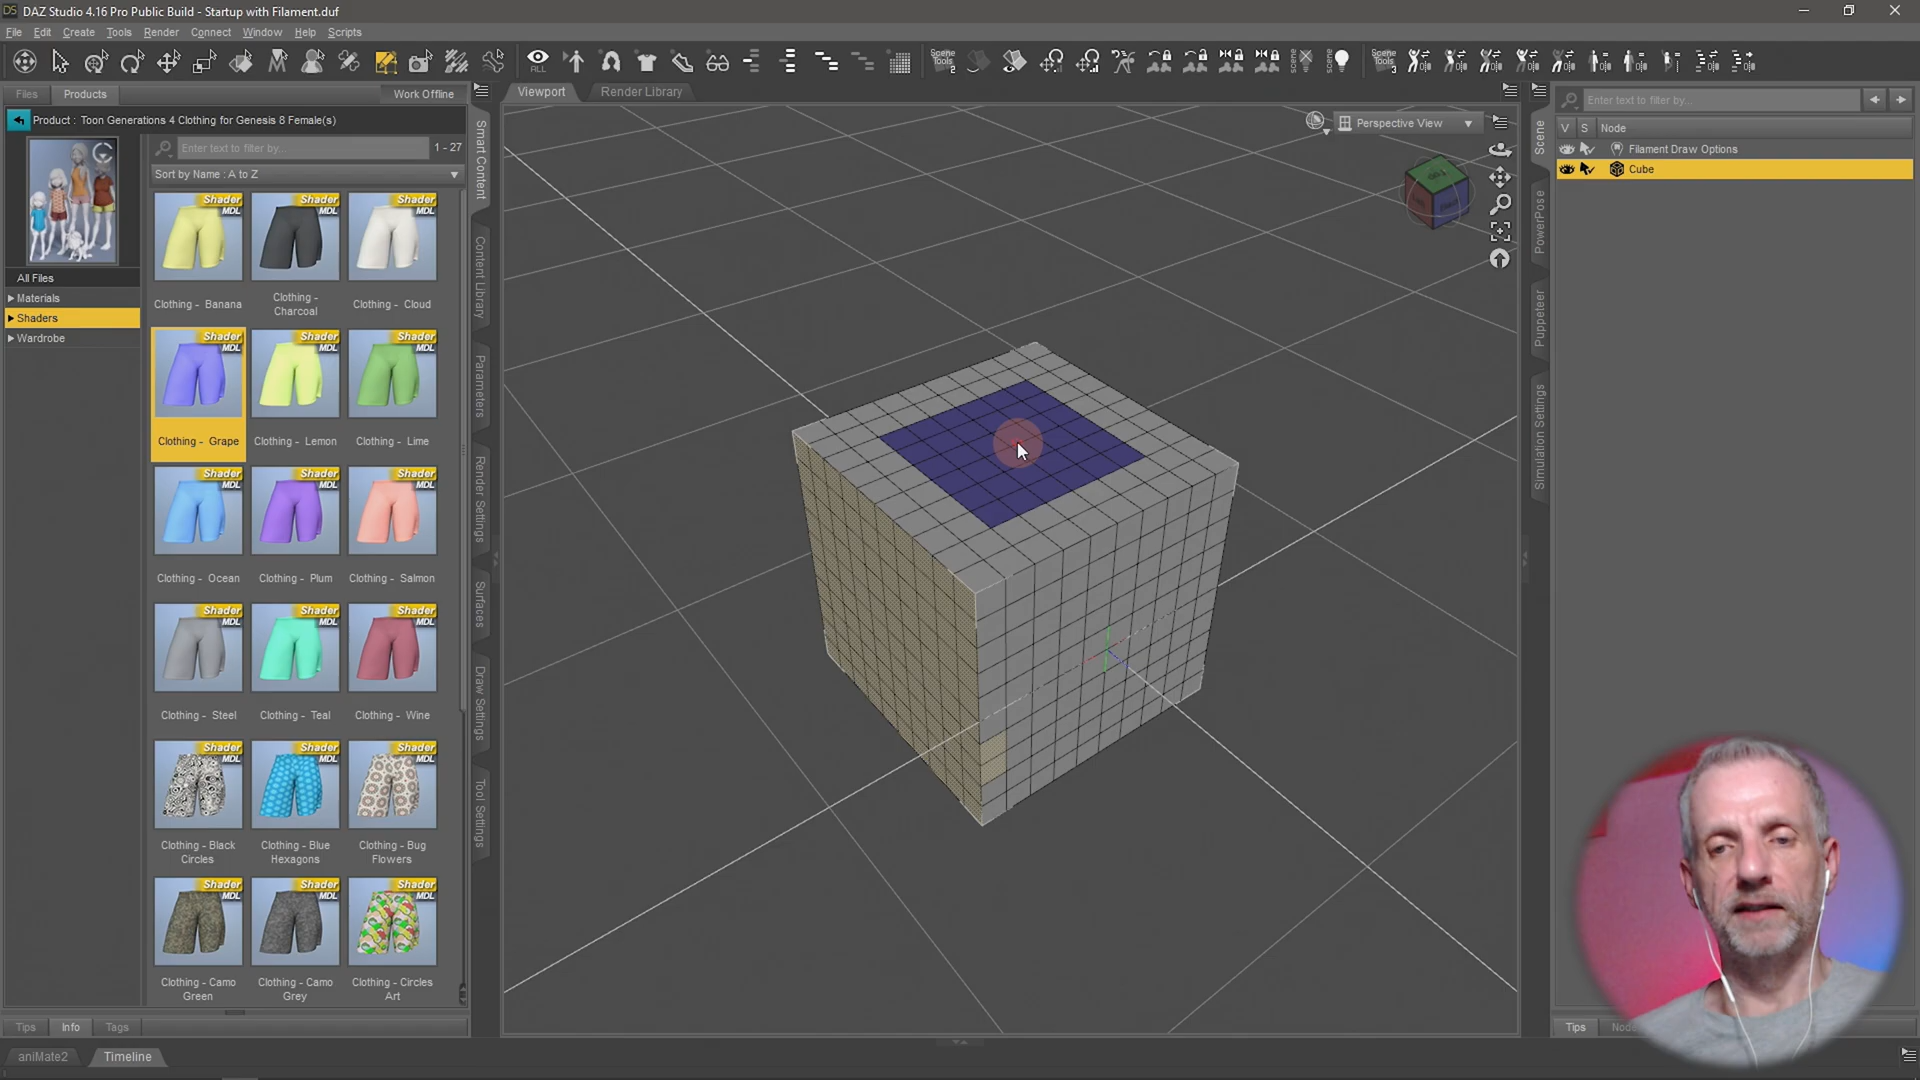 DAZ Studio 4.16 Pro Public Build - Startup with Filament.duf
File Edit Create Tools Render Connect Window Help Scripts
ALL
Scene Tools 2
Scene Tools 3
Files Products Work Offline
Viewport Render Library
Product : Toon Generations 4 Clothing for Genesis 8 Female(s)
Enter text to filter by... 1 - 27
Sort by Name : A to Z
All Files
Materials
Shaders
Wardrobe
Shader MDL
Shader MDL
Shader MDL
Clothing - Banana
Clothing - Charcoal
Clothing - Cloud
Shader MDL
Shader MDL
Shader MDL
Clothing - Grape
Clothing - Lemon
Clothing - Lime
Shader MDL
Shader MDL
Shader MDL
Clothing - Ocean
Clothing - Plum
Clothing - Salmon
Shader MDL
Shader MDL
Shader MDL
Clothing - Steel
Clothing - Teal
Clothing - Wine
Shader MDL
Shader MDL
Shader MDL
Clothing - Black Circles
Clothing - Blue Hexagons
Clothing - Bug Flowers
Shader MDL
Shader MDL
Shader MDL
Clothing - Camo Green
Clothing - Camo Grey
Clothing - Circles Art
Tips Info Tags
aniMate2 Timeline
Smart Content
Content Library
Parameters
Render Settings
Surfaces
Draw Settings
Tool Settings
Perspective View
Scene
PowerPose
Puppeteer
Simulation Settings
Enter text to filter by...
V S Node
Filament Draw Options
Cube
Tips